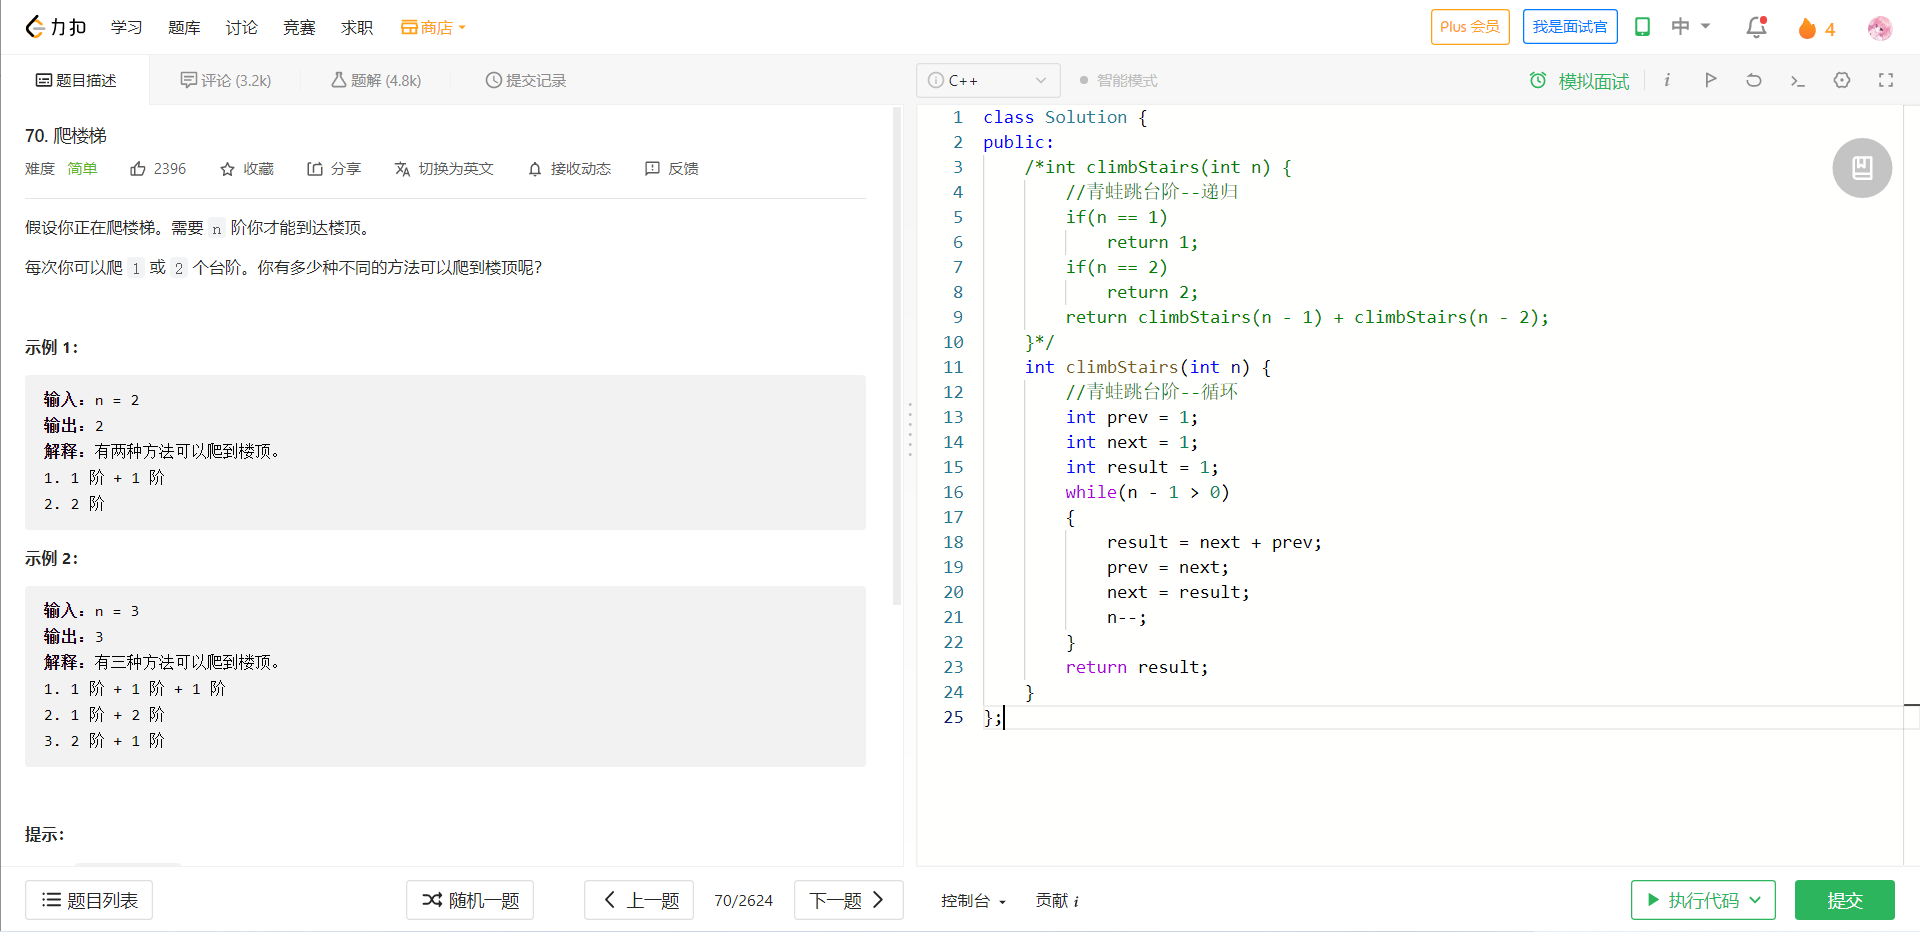 力扣 学习 题库 讨论 竞赛 求职 商店 Plus 会员 我是面试官 中 4
题目描述 评论 (3.2k) 题解 (4.8k) 提交记录
70. 爬楼梯
难度 简单 2396 收藏 分享 切换为英文 接收动态 反馈
假设你正在爬楼梯。需要 n 阶你才能到达楼顶。
每次你可以爬 1 或 2 个台阶。你有多少种不同的方法可以爬到楼顶呢？
示例 1：
输入：n = 2
输出：2
解释：有两种方法可以爬到楼顶。
1. 1 阶 + 1 阶
2. 2 阶
示例 2：
输入：n = 3
输出：3
解释：有三种方法可以爬到楼顶。
1. 1 阶 + 1 阶 + 1 阶
2. 1 阶 + 2 阶
3. 2 阶 + 1 阶
提示：
题目列表 随机一题 上一题 70/2624 下一题
i C++ 智能模式 模拟面试 i
1 class Solution {
2 public:
3     /*int climbStairs(int n) {
4         //青蛙跳台阶--递归
5         if(n == 1)
6             return 1;
7         if(n == 2)
8             return 2;
9         return climbStairs(n - 1) + climbStairs(n - 2);
10     }*/
11     int climbStairs(int n) {
12         //青蛙跳台阶--循环
13         int prev = 1;
14         int next = 1;
15         int result = 1;
16         while(n - 1 > 0)
17         {
18             result = next + prev;
19             prev = next;
20             next = result;
21             n--;
22         }
23         return result;
24     }
25 };
控制台 贡献 i 执行代码 提交